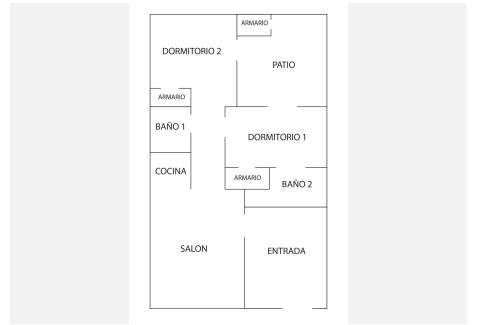 ARMARIO
DORMITORIO 2
PATIO
ARMARIO
BAÑO 1
DORMITORIO 1
COCINA
ARMARIO
BAÑO 2
SALON
ENTRADA